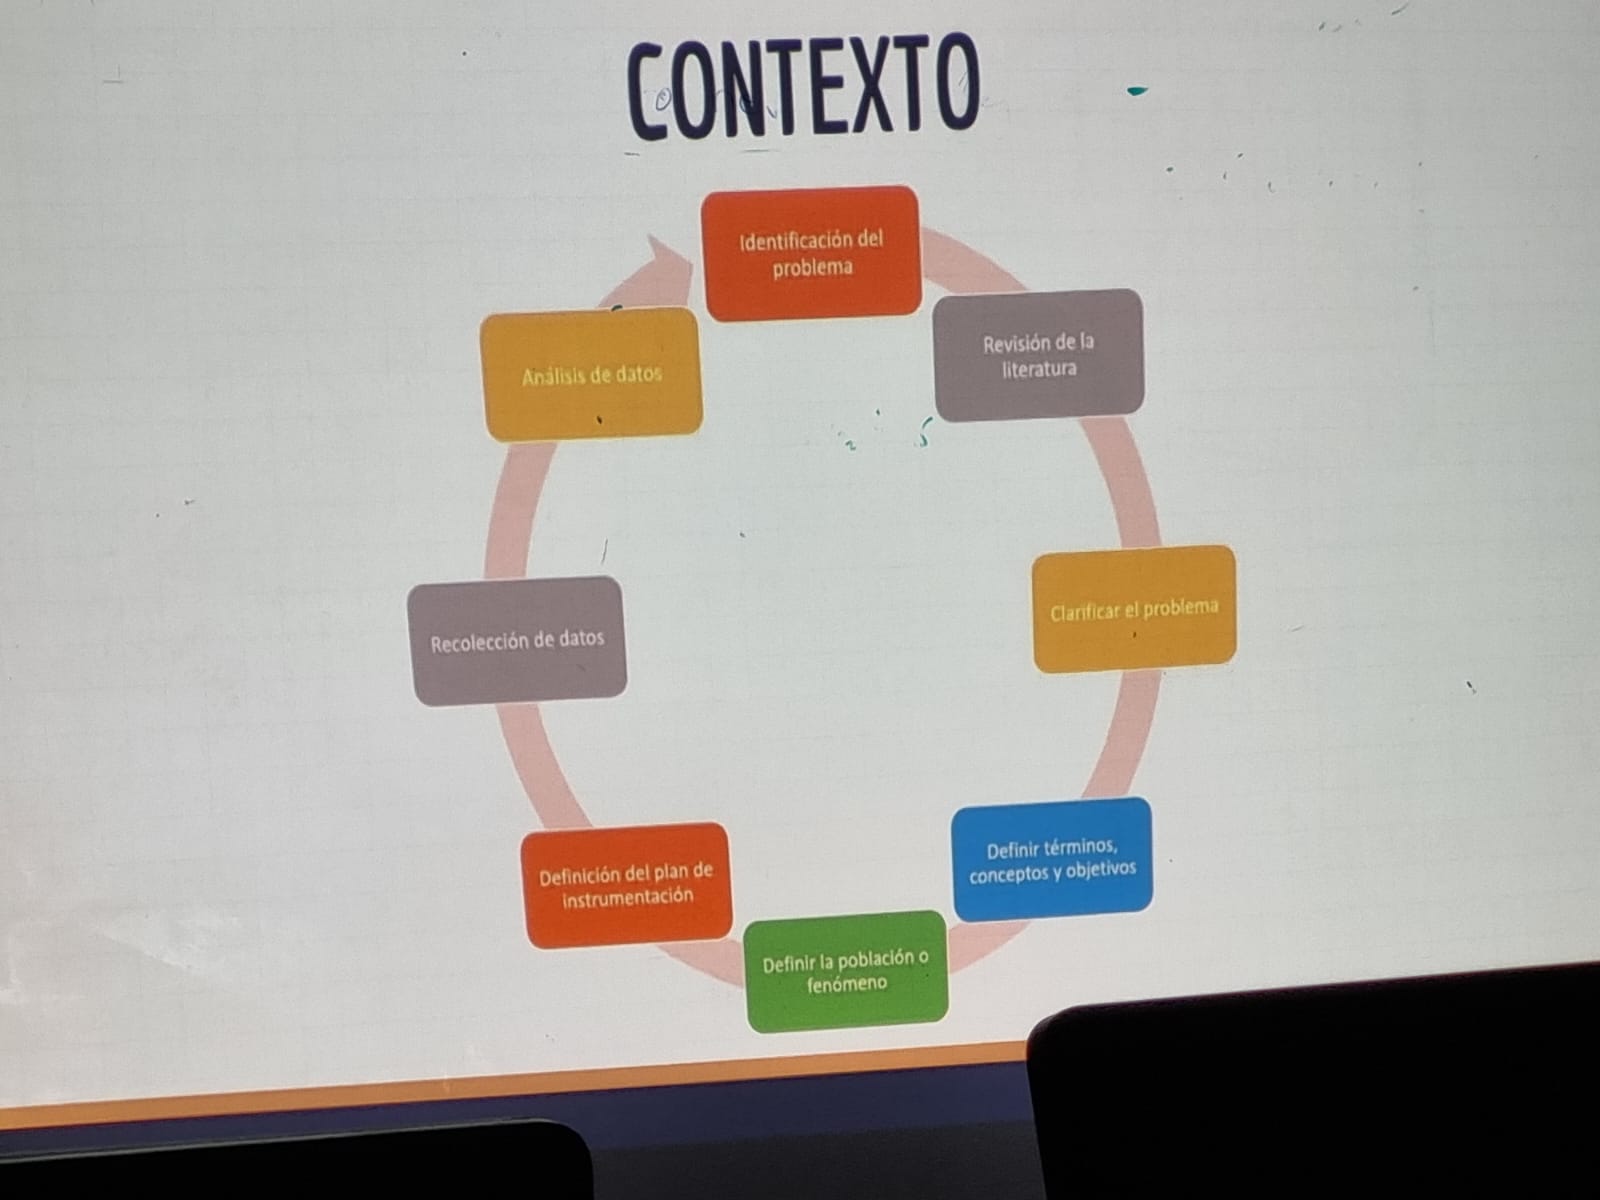 CONTEXTO
Identificación del
problema
Revisión de la
literatura
Clarificar el problema
Definir términos,
conceptos y objetivos
Definir la población o
fenómeno
Definición del plan de
instrumentación
Recolección de datos
Análisis de datos